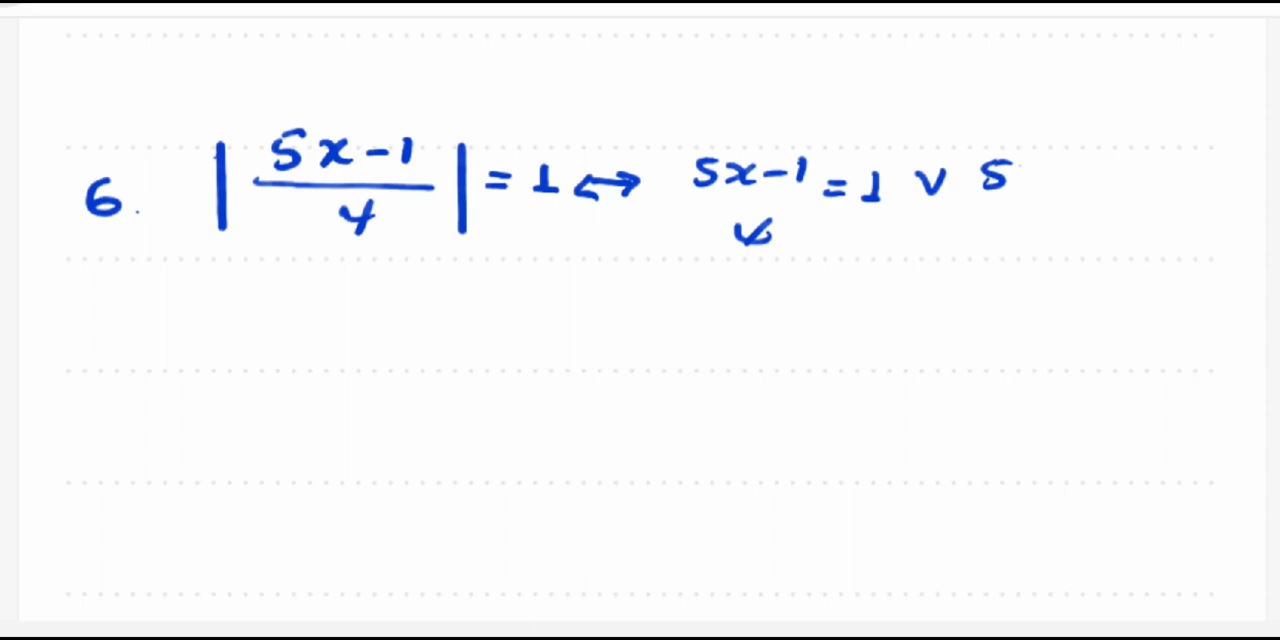 6. | 5x-1 / 4 | = 1 ↔ 5x-1 / 4 = 1 ∨ 5